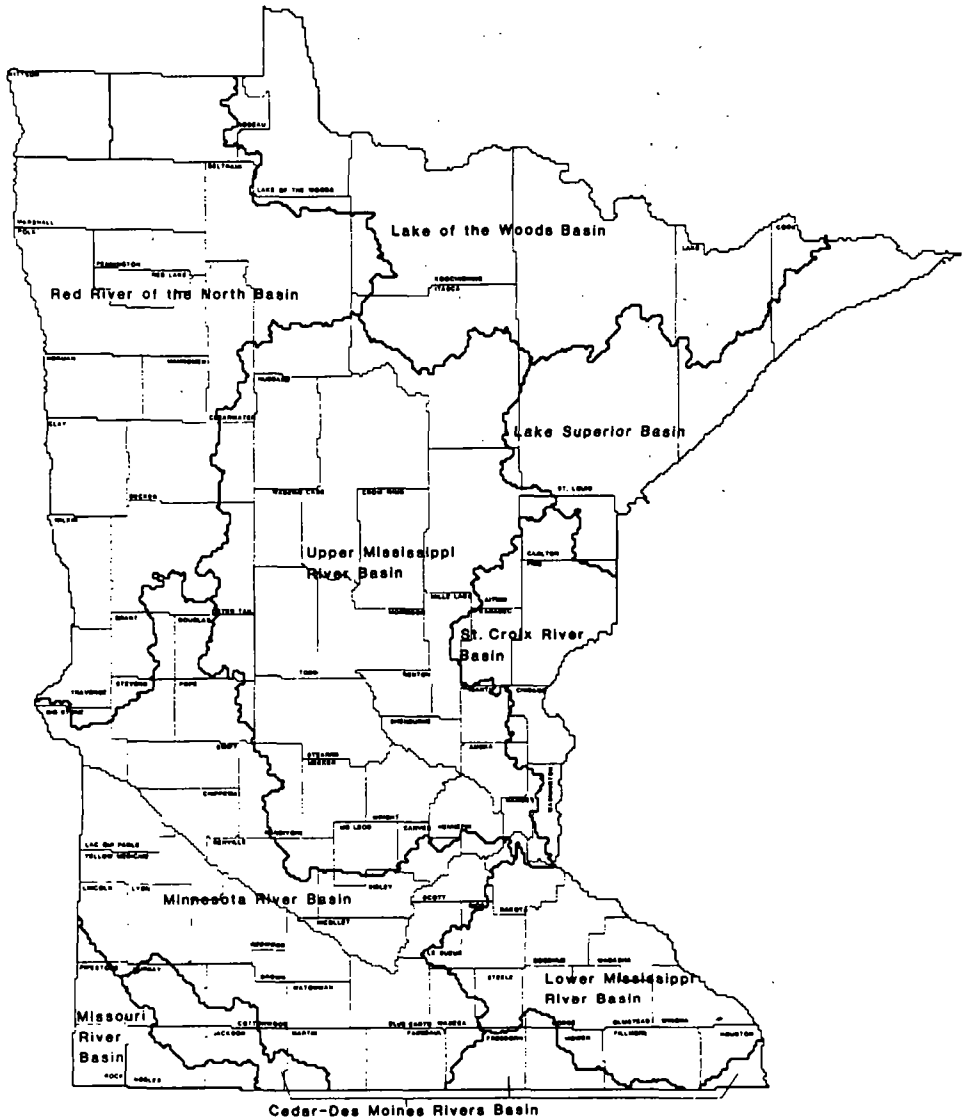 KITTSON
ROSEAU
BELTRAMI
LAKE OF THE WOODS
MARSHALL
POLK
Lake of the Woods Basin
LAKE
COOK
PENNINGTON
RED LAKE
KOOCHICHING
ITASCA
Red River of the North Basin
NORMAN
MAHNOMEN
HUBBARD
CLAY
CLEARWATER
Lake Superior Basin
BECKER
WADENA CASS
CROW WING
ST. LOUIS
WILKIN
Upper Mississippi
River Basin
CARLTON
PINE
MILLE LACS
AITKIN
KANABEC
GRANT
DOUGLAS
OTTER TAIL
MORRISON
St. Croix River
Basin
TRAVERSE
STEVENS
POPE
TODD
BENTON
ISANTI
CHISAGO
BIG STONE
SHERBURNE
SWIFT
STEARNS
MEEKER
ANOKA
CHIPPEWA
RAMSEY
WASHINGTON
RENVILLE
KANDIYOHI
WRIGHT
MC LEOD
CARVER
HENNEPIN
LAC QUI PARLE
YELLOW MEDICINE
LINCOLN
LYON
SIBLEY
SCOTT
Minnesota River Basin
RICE
DAKOTA
NICOLLET
REDWOOD
LE SUEUR
GOODHUE
WABASHA
PIPESTONE
MURRAY
BROWN
WATONWAN
STEELE
Lower Mississippi
River Basin
Missouri
River
Basin
COTTONWOOD
JACKSON
MARTIN
BLUE EARTH
WASECA
FARIBAULT
FREEBORN
DODGE
MOWER
OLMSTEAD
WINONA
FILLMORE
HOUSTON
ROCK
NOBLES
Cedar-Des Moines Rivers Basin